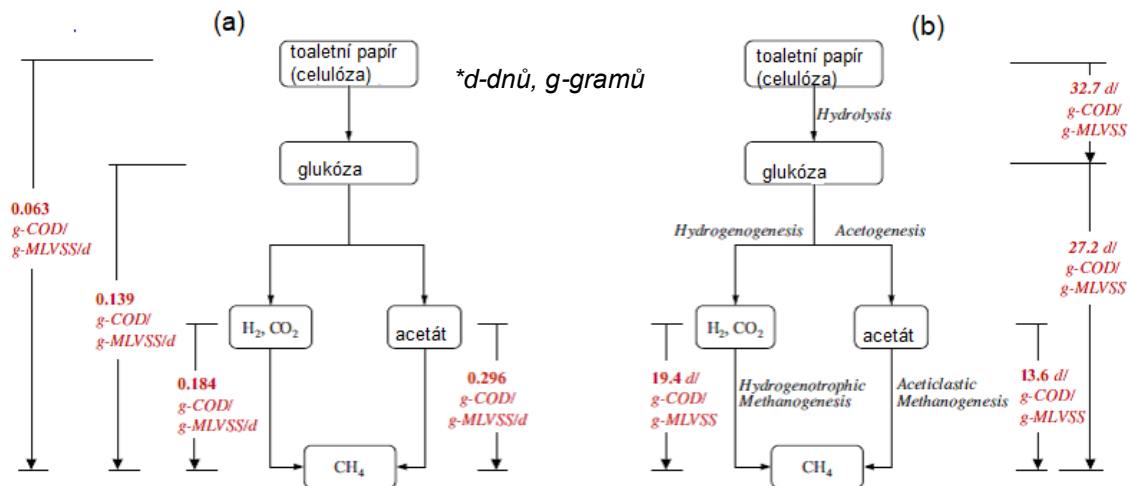 (a)
toaletní papír
(celulóza)
*d-dnů, g-gramů
glukóza
0.063
g-COD/
g-MLVSS/d
0.139
g-COD/
g-MLVSS/d
H₂, CO₂
acetát
0.184
g-COD/
g-MLVSS/d
0.296
g-COD/
g-MLVSS/d
CH₄
(b)
toaletní papír
(celulóza)
Hydrolysis
32.7 d/
g-COD/
g-MLVSS
glukóza
Hydrogenogenesis
Acetogenesis
27.2 d/
g-COD/
g-MLVSS
H₂, CO₂
acetát
19.4 d/
g-COD/
g-MLVSS
Hydrogenotrophic
Methanogenesis
Aceticlastic
Methanogenesis
13.6 d/
g-COD/
g-MLVSS
CH₄